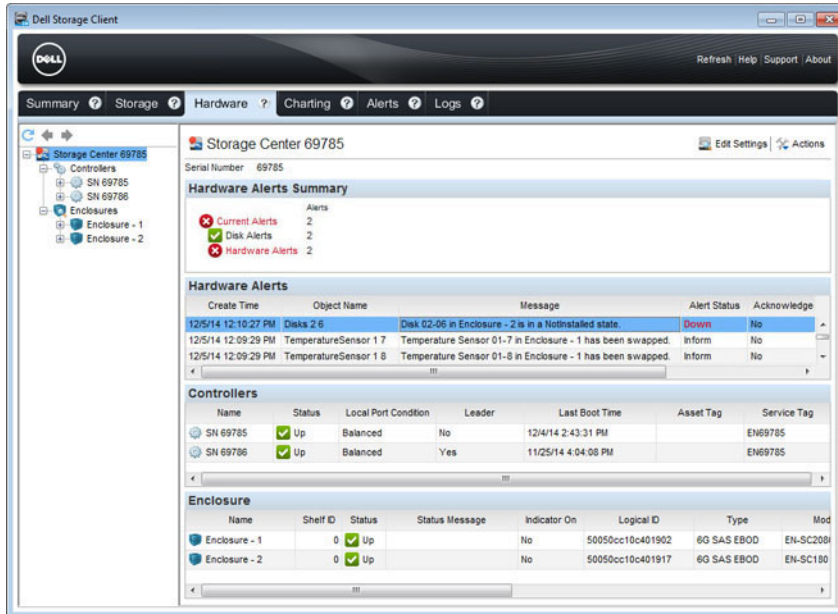 Dell Storage Client
DELL
Refresh Help Support About
Summary ? Storage ? Hardware ? Charting ? Alerts ? Logs ?
Storage Center 69785
Controllers
SN 69785
SN 69786
Enclosures
Enclosure - 1
Enclosure - 2
Storage Center 69785
Edit Settings Actions
Serial Number 69785
Hardware Alerts Summary
Alerts
Current Alerts 2
Disk Alerts 2
Hardware Alerts 2
Hardware Alerts
Create Time Object Name Message Alert Status Acknowledge
12/5/14 12:10:27 PM Disks 2 6 Disk 02-06 in Enclosure - 2 is in a NotInstalled state. Down No
12/5/14 12:09:29 PM TemperatureSensor 1 7 Temperature Sensor 01-7 in Enclosure - 1 has been swapped. Inform No
12/5/14 12:09:29 PM TemperatureSensor 1 8 Temperature Sensor 01-8 in Enclosure - 1 has been swapped. Inform No
Controllers
Name Status Local Port Condition Leader Last Boot Time Asset Tag Service Tag
SN 69785 Up Balanced No 12/4/14 2:43:31 PM EN69785
SN 69786 Up Balanced Yes 11/25/14 4:04:08 PM EN69785
Enclosure
Name Shelf ID Status Status Message Indicator On Logical ID Type Mod
Enclosure - 1 0 Up No 50050cc10c401902 6G SAS EBOD EN-SC208
Enclosure - 2 0 Up No 50050cc10c401917 6G SAS EBOD EN-SC180